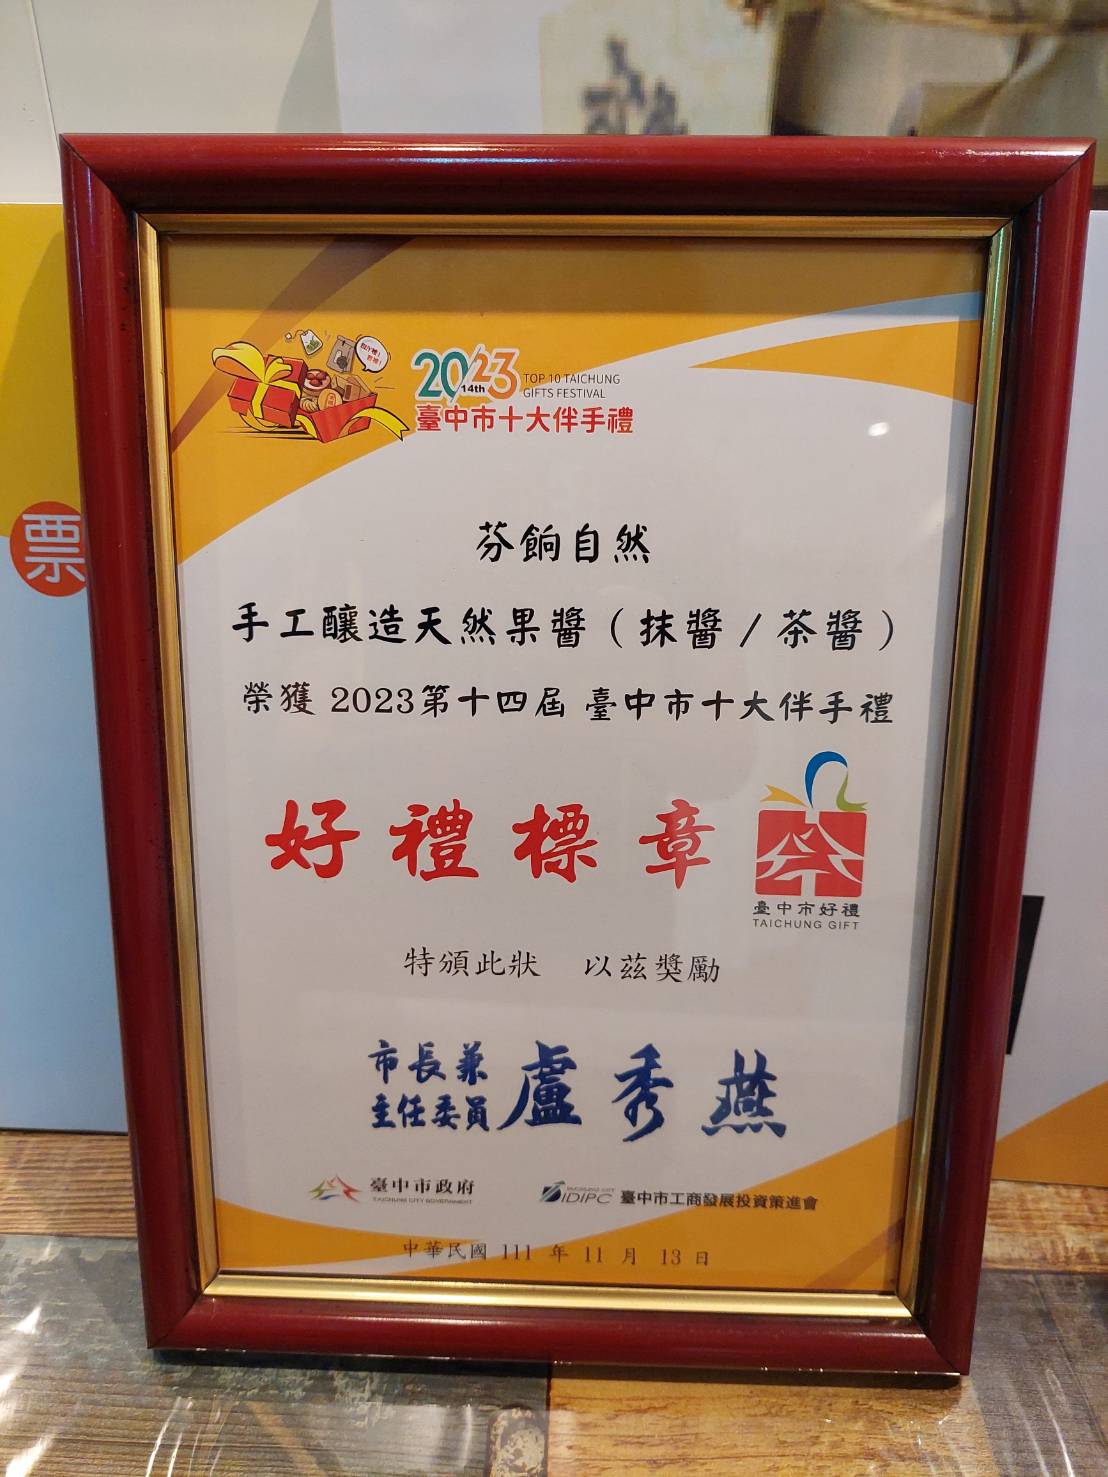 2023
14th
TOP 10 TAICHUNG
GIFTS FESTIVAL
臺中市十大伴手禮
票
芬餉自然
手工釀造天然果醬（抹醬/茶醬）
榮獲 2023第十四屆 臺中市十大伴手禮
好禮標章
臺中市好禮
TAICHUNG GIFT
特頒此狀 以茲獎勵
市長兼
主任委員 盧秀燕
臺中市政府
TAICHUNG CITY GOVERNMENT
TAICHUNG CITY
IDIPC 臺中市工商發展投資策進會
中華民國 111 年 11 月 13 日